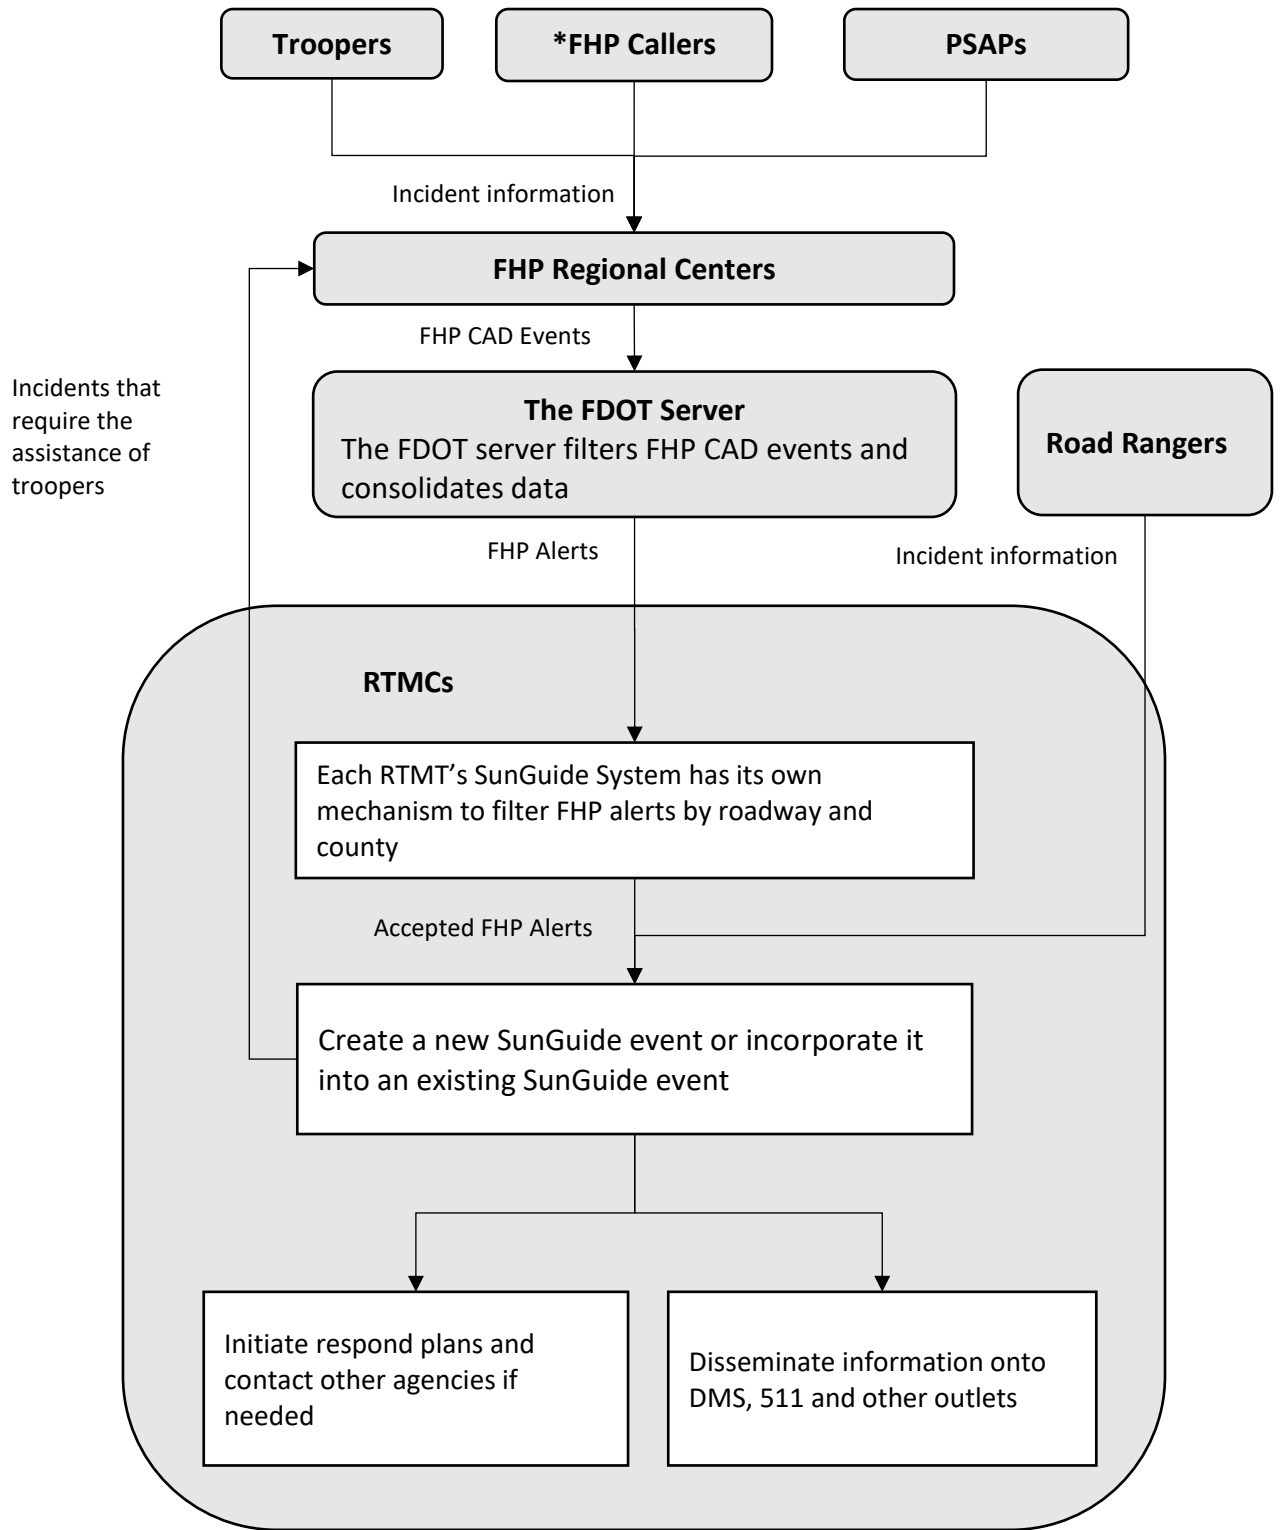 Troopers
*FHP Callers
PSAPs
Incident information
FHP Regional Centers
FHP CAD Events
Incidents that
require the
assistance of
troopers
The FDOT Server
The FDOT server filters FHP CAD events and
consolidates data
Road Rangers
FHP Alerts
Incident information
RTMCs
Each RTMT’s SunGuide System has its own
mechanism to filter FHP alerts by roadway and
county
Accepted FHP Alerts
Create a new SunGuide event or incorporate it
into an existing SunGuide event
Initiate respond plans and
contact other agencies if
needed
Disseminate information onto
DMS, 511 and other outlets